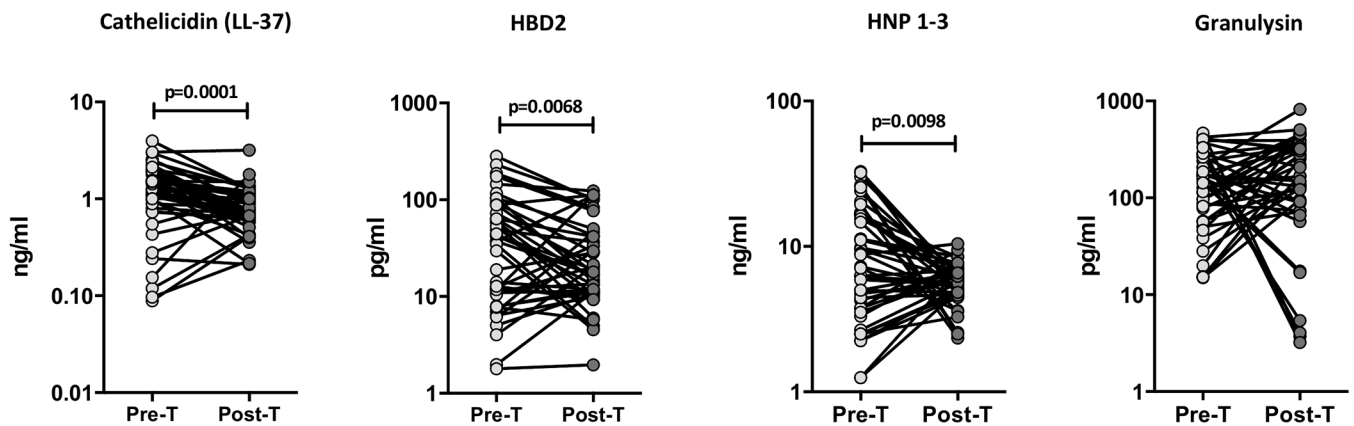 Cathelicidin (LL-37)
ng/ml
10
1
0.10
0.01
p=0.0001
Pre-T Post-T
HBD2
pg/ml
1000
100
10
1
p=0.0068
Pre-T Post-T
HNP 1-3
ng/ml
100
10
1
p=0.0098
Pre-T Post-T
Granulysin
pg/ml
1000
100
10
1
Pre-T Post-T